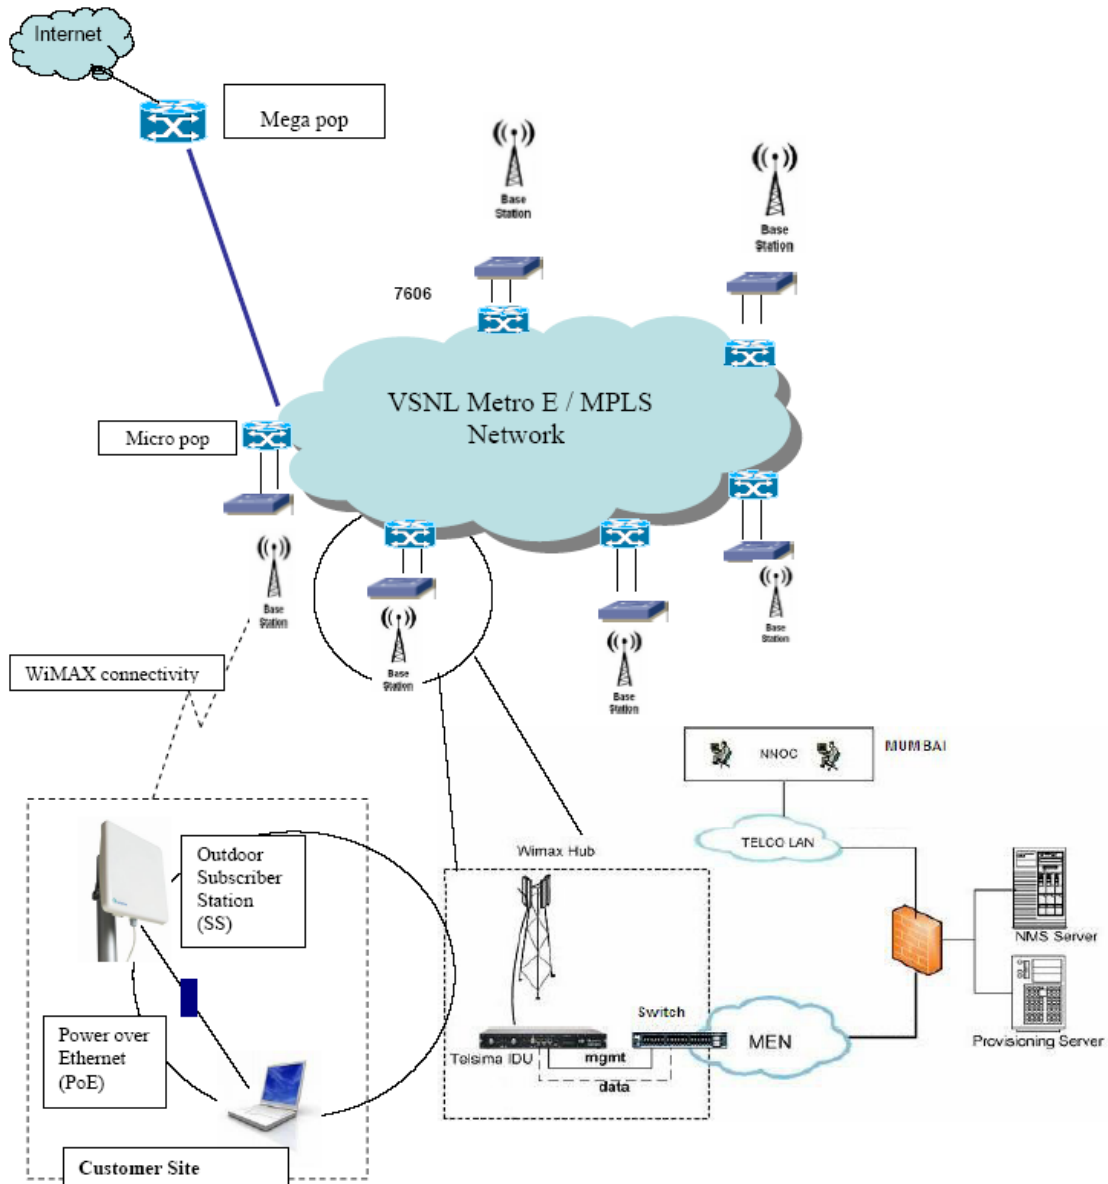 Internet
Mega pop
Base
Station
Base
Station
7606
VSNL Metro E / MPLS
Network
Micro pop
Base
Station
Base
Station
Base
Station
Base
Station
WiMAX connectivity
NNOC
MUMBAI
TELCO LAN
Outdoor
Subscriber
Station
(SS)
Wimax Hub
NMS Server
Power over
Ethernet
(PoE)
Switch
MEN
Telsima IDU
mgmt
data
Provisioning Server
Customer Site